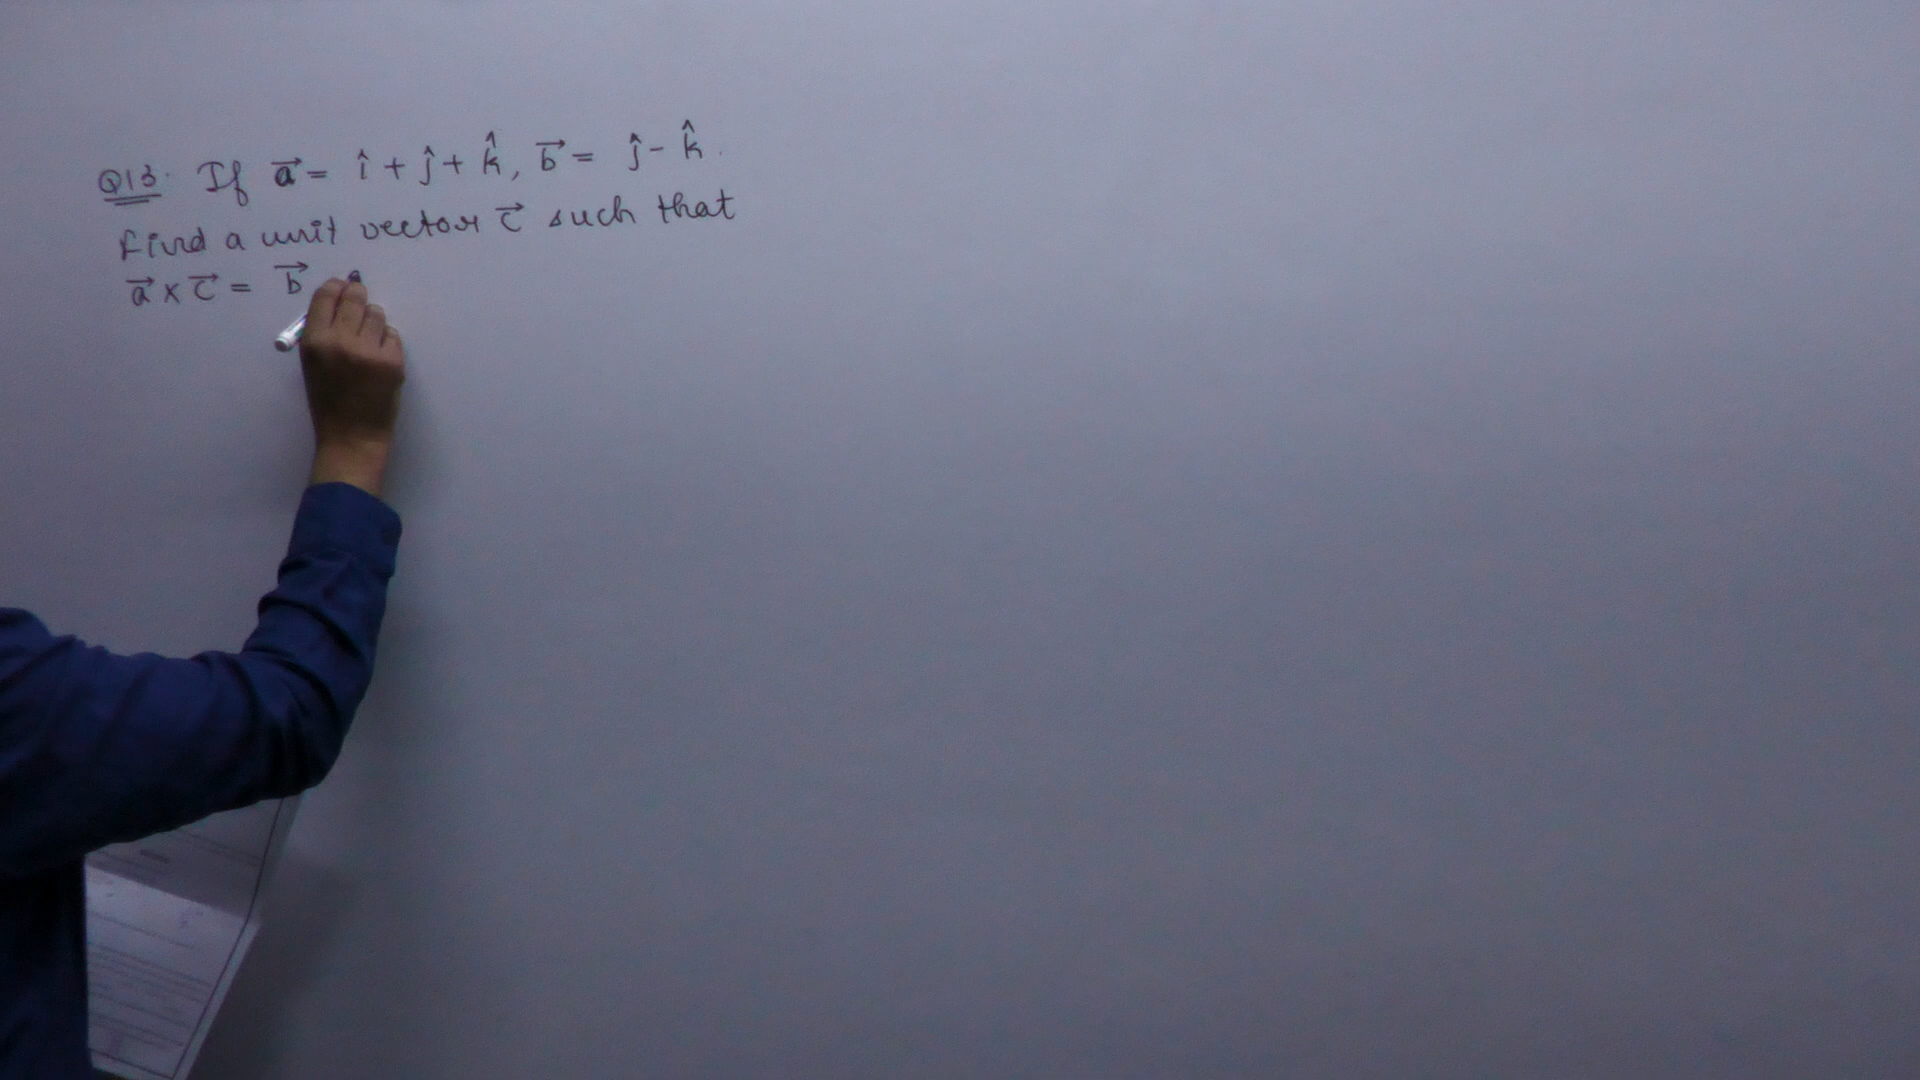 Q13. If a⃗ = î + ĵ + k̂, b⃗ = ĵ - k̂.
Find a unit vector c⃗ such that
a⃗ × c⃗ = b⃗